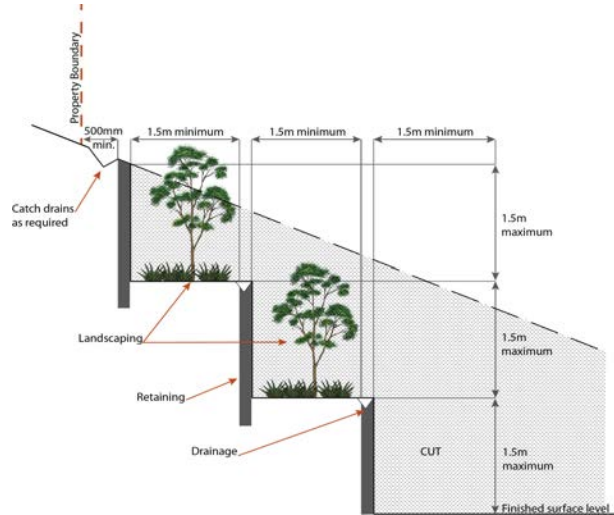 Property Boundary
500mm
min.
1.5m minimum
1.5m minimum
1.5m minimum
Catch drains
as required
1.5m
maximum
Landscaping
1.5m
maximum
Retaining
Drainage
CUT
1.5m
maximum
Finished surface level